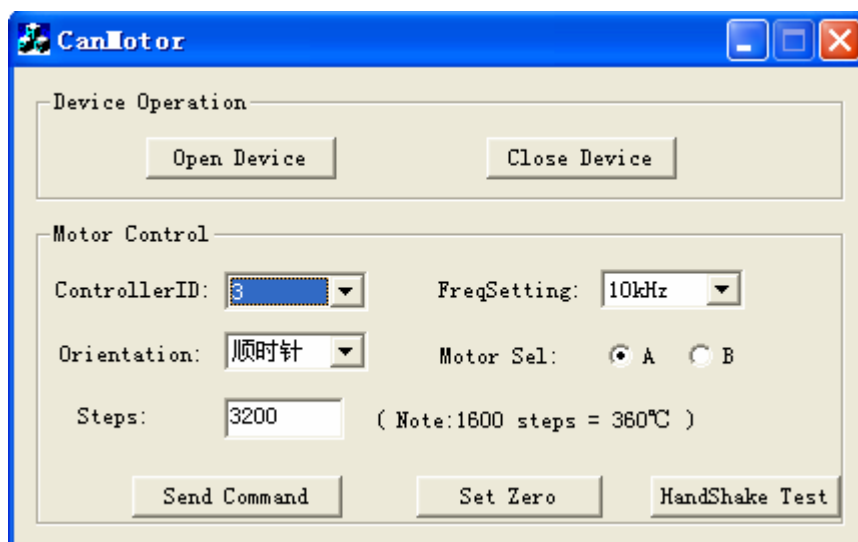 CanMotor
Device Operation
Open Device Close Device
Motor Control
ControllerID: 3 FreqSetting: 10kHz
Orientation: 顺时针 Motor Sel: A B
Steps: 3200 ( Note:1600 steps = 360℃ )
Send Command Set Zero HandShake Test